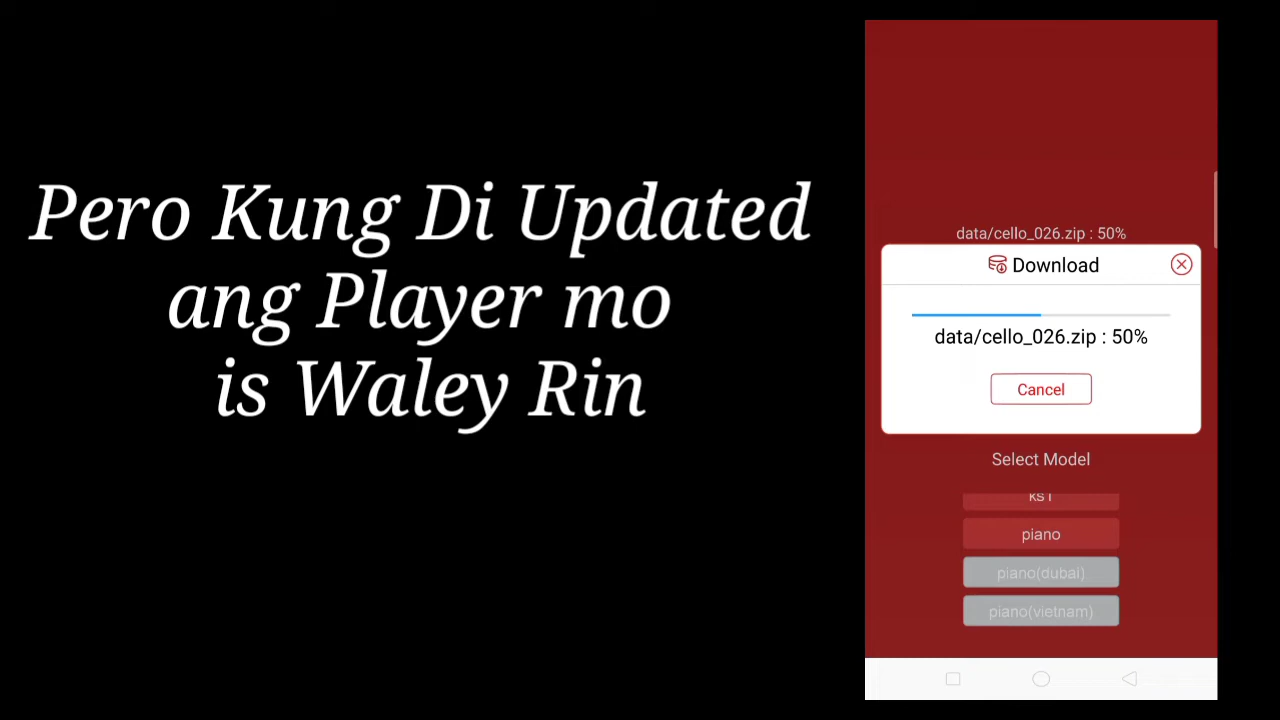 Pero Kung Di Updated
ang Player mo
is Waley Rin
data/cello_026.zip : 50%
Download
data/cello_026.zip : 50%
Cancel
Select Model
piano
piano(dubai)
piano(vietnam)